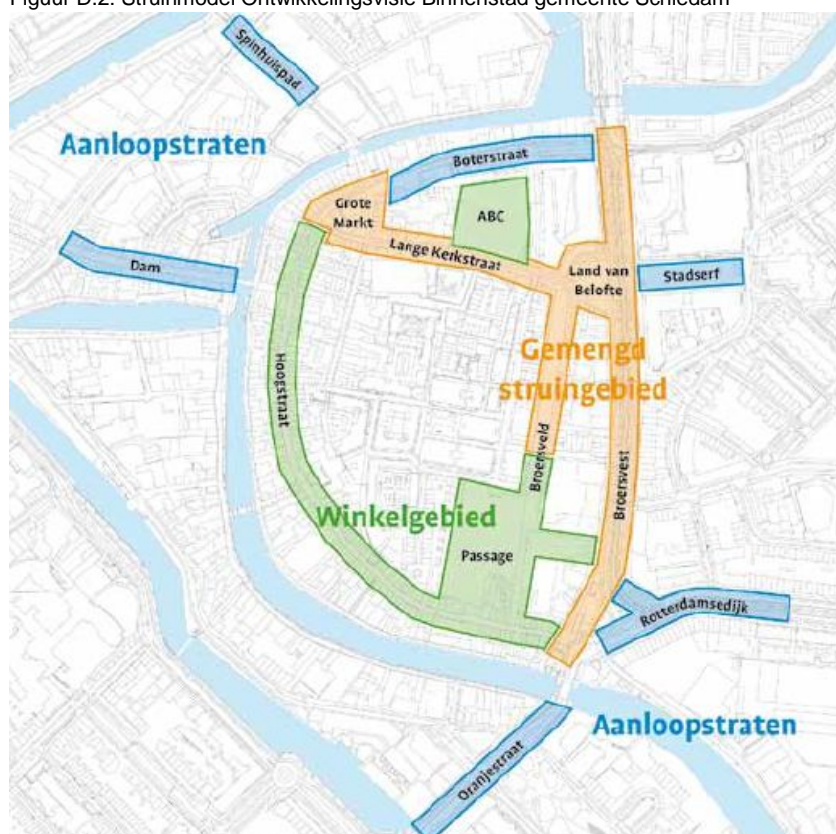 Figuur D.2. Struinmodel Ontwikkelingsvisie Binnenstad gemeente Schiedam
Spinhuispad
Aanloopstraten
Boterstraat
Grote
Markt
ABC
Lange Kerkstraat
Dam
Land van
Belofte
Stadserf
Gemengd
struingebied
Hoogstraat
Broersveld
Broersvest
Winkelgebied
Passage
Rotterdamsedijk
Aanloopstraten
Oranjestraat